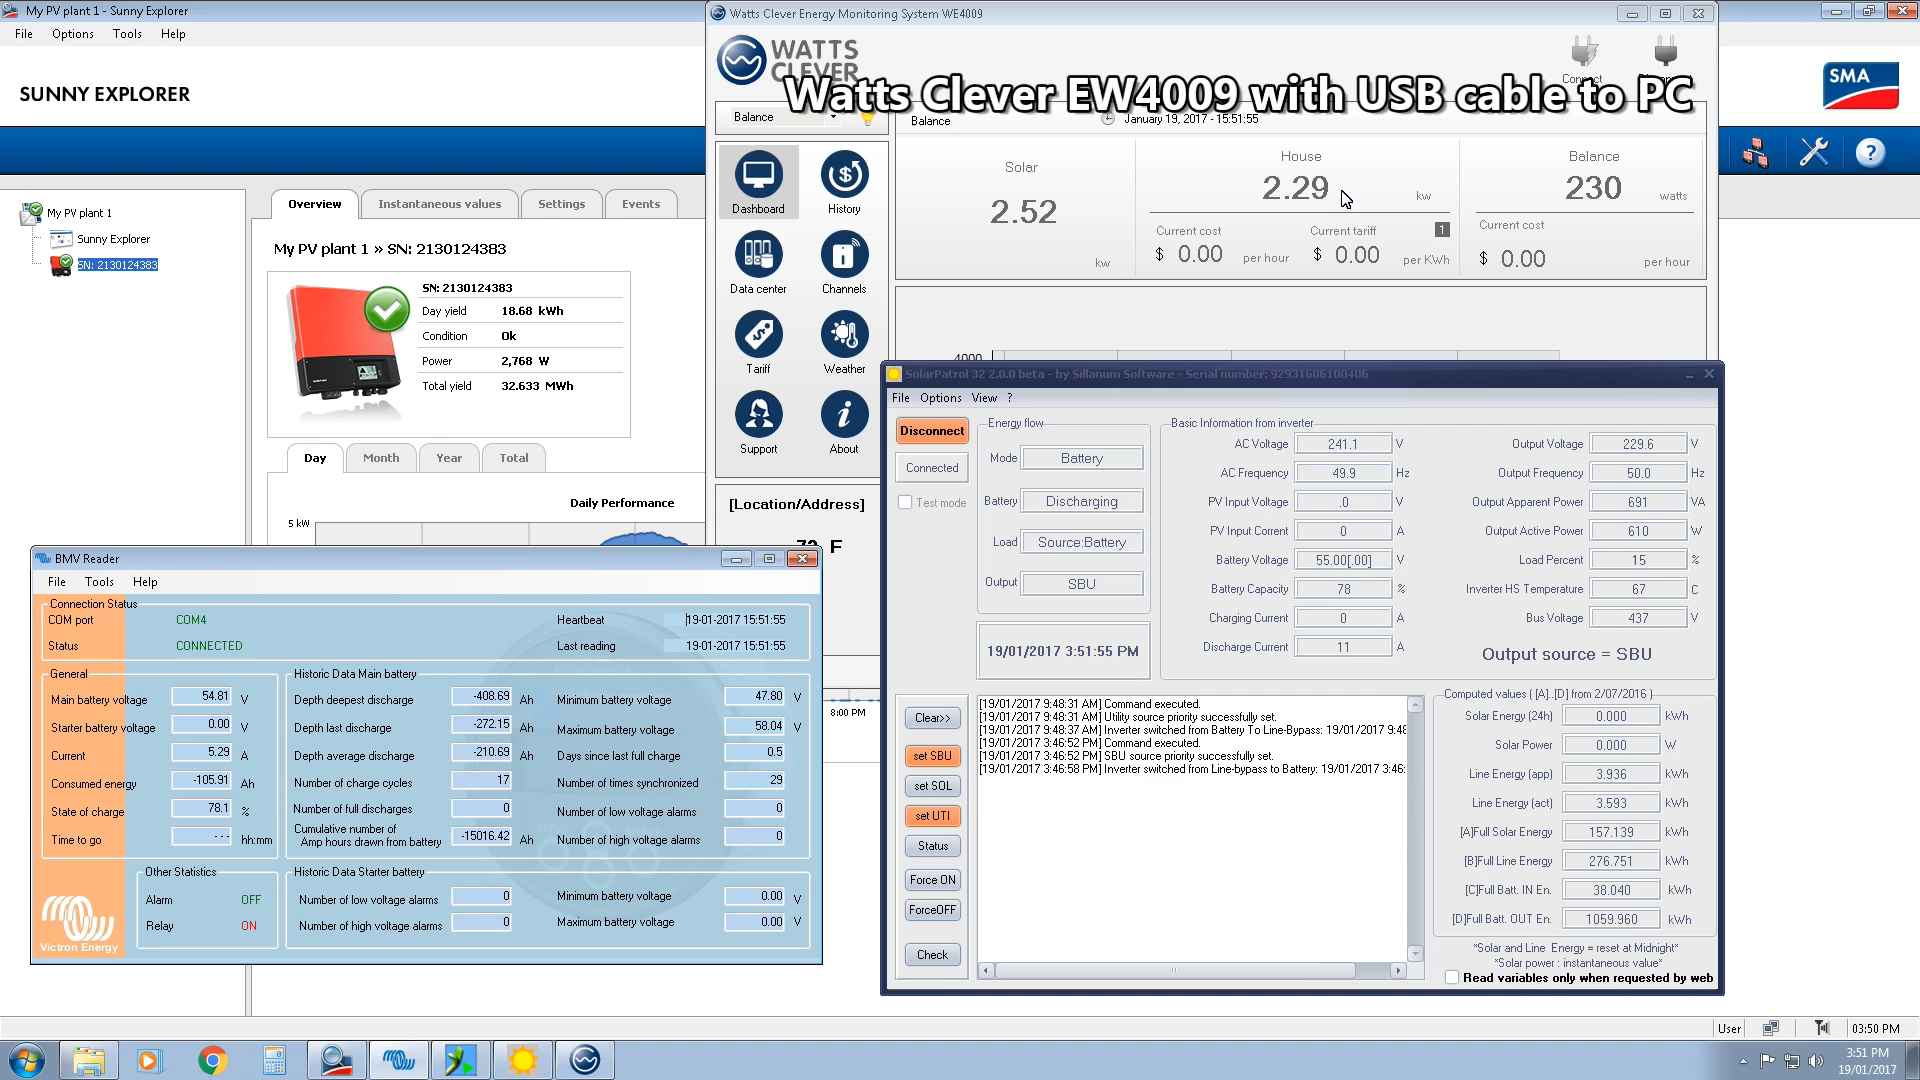 My PV plant 1 - Sunny Explorer
File Options Tools Help
SUNNY EXPLORER
SMA
My PV plant 1
Sunny Explorer
SN: 2130124383
Overview Instantaneous values Settings Events
My PV plant 1 » SN: 2130124383
SN: 2130124383
Day yield 18.68 kWh
Condition Ok
Power 2,768 W
Total yield 32.633 MWh
Day Month Year Total
Daily Performance
5 kW
Watts Clever Energy Monitoring System WE4009
WATTS
CLEVER
Connect
Watts Clever EW4009 with USB cable to PC
Balance
Balance January 19, 2017 - 15:51:55
Dashboard History
Data center Channels
Tariff Weather
Support About
Solar
2.52
kw
House
2.29 kw
Current cost Current tariff 1
$ 0.00 per hour $ 0.00 per KWh
Balance
230 watts
Current cost
$ 0.00 per hour
4000
[Location/Address]
F
8:00 PM
SolarPatrol 32 2.0.0 beta - by Sillanum Software - Serial number: 92931606100406
File Options View ?
Disconnect
Connected
Test mode
Energy flow
Mode Battery
Battery Discharging
Load Source:Battery
Output SBU
19/01/2017 3:51:55 PM
Basic Information from inverter
AC Voltage 241.1 V
AC Frequency 49.9 Hz
PV Input Voltage .0 V
PV Input Current 0 A
Battery Voltage 55.00[.00] V
Battery Capacity 78 %
Charging Current 0 A
Discharge Current 11 A
Output Voltage 229.6 V
Output Frequency 50.0 Hz
Output Apparent Power 691 VA
Output Active Power 610 W
Load Percent 15 %
Inverter HS Temperature 67 C
Bus Voltage 437 V
Output source = SBU
Clear>>
set SBU
set SOL
set UTI
Status
Force ON
ForceOFF
Check
[19/01/2017 9:48:31 AM] Command executed.
[19/01/2017 9:48:31 AM] Utility source priority successfully set.
[19/01/2017 9:48:37 AM] Inverter switched from Battery To Line-Bypass: 19/01/2017 9:48
[19/01/2017 3:46:52 PM] Command executed.
[19/01/2017 3:46:52 PM] SBU source priority successfully set.
[19/01/2017 3:46:58 PM] Inverter switched from Line-bypass to Battery: 19/01/2017 3:46:
Computed values ( [A]..[D] from 2/07/2016 )
Solar Energy (24h) 0.000 kWh
Solar Power 0.000 W
Line Energy (app) 3.936 kWh
Line Energy (act) 3.593 kWh
[A]Full Solar Energy 157.139 kWh
[B]Full Line Energy 276.751 kWh
[C]Full Batt. IN En. 38.040 kWh
[D]Full Batt. OUT En. 1059.960 kWh
*Solar and Line Energy = reset at Midnight*
*Solar power : instantaneous value*
Read variables only when requested by web
BMV Reader
File Tools Help
Connection Status
COM port COM4
Status CONNECTED
Heartbeat 19-01-2017 15:51:55
Last reading 19-01-2017 15:51:55
General
Main battery voltage 54.81 V
Starter battery voltage 0.00 V
Current 5.29 A
Consumed energy -105.91 Ah
State of charge 78.1 %
Time to go --- hh:mm
Historic Data Main battery
Depth deepest discharge -408.69 Ah
Depth last discharge -272.15 Ah
Depth average discharge -210.69 Ah
Number of charge cycles 17
Number of full discharges 0
Cumulative number of
Amp hours drawn from battery -15016.42 Ah
Minimum battery voltage 47.80 V
Maximum battery voltage 58.04 V
Days since last full charge 0.5
Number of times synchronized 29
Number of low voltage alarms 0
Number of high voltage alarms 0
Other Statistics
Alarm OFF
Relay ON
Historic Data Starter battery
Number of low voltage alarms 0
Number of high voltage alarms 0
Minimum battery voltage 0.00 V
Maximum battery voltage 0.00 V
Victron Energy
User 03:50 PM
3:51 PM
19/01/2017